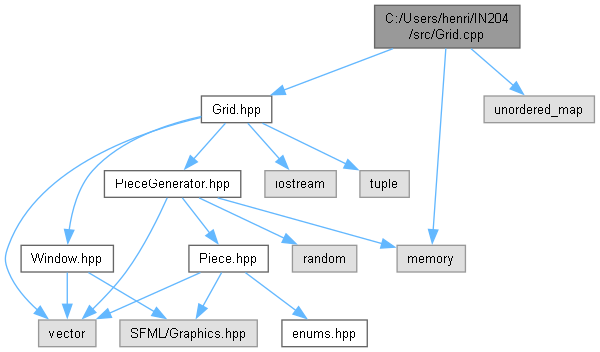 C:/Users/henri/IN204
/src/Grid.cpp
Grid.hpp
unordered_map
PieceGenerator.hpp
iostream
tuple
Window.hpp
Piece.hpp
random
memory
vector
SFML/Graphics.hpp
enums.hpp